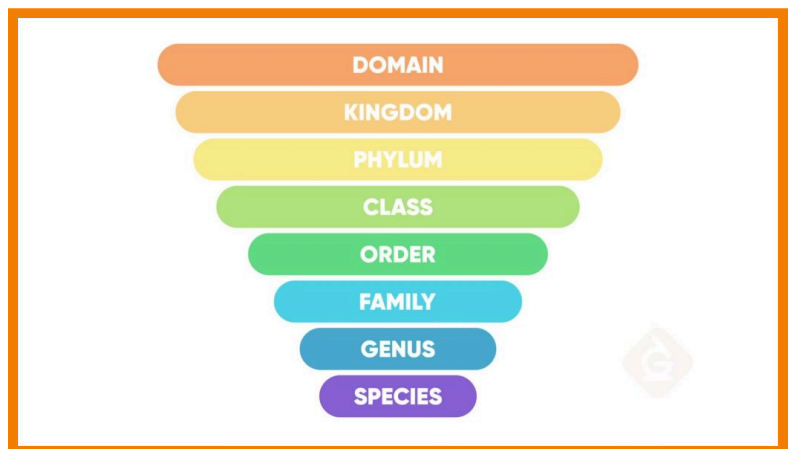 DOMAIN
KINGDOM
PHYLUM
CLASS
ORDER
FAMILY
GENUS
SPECIES